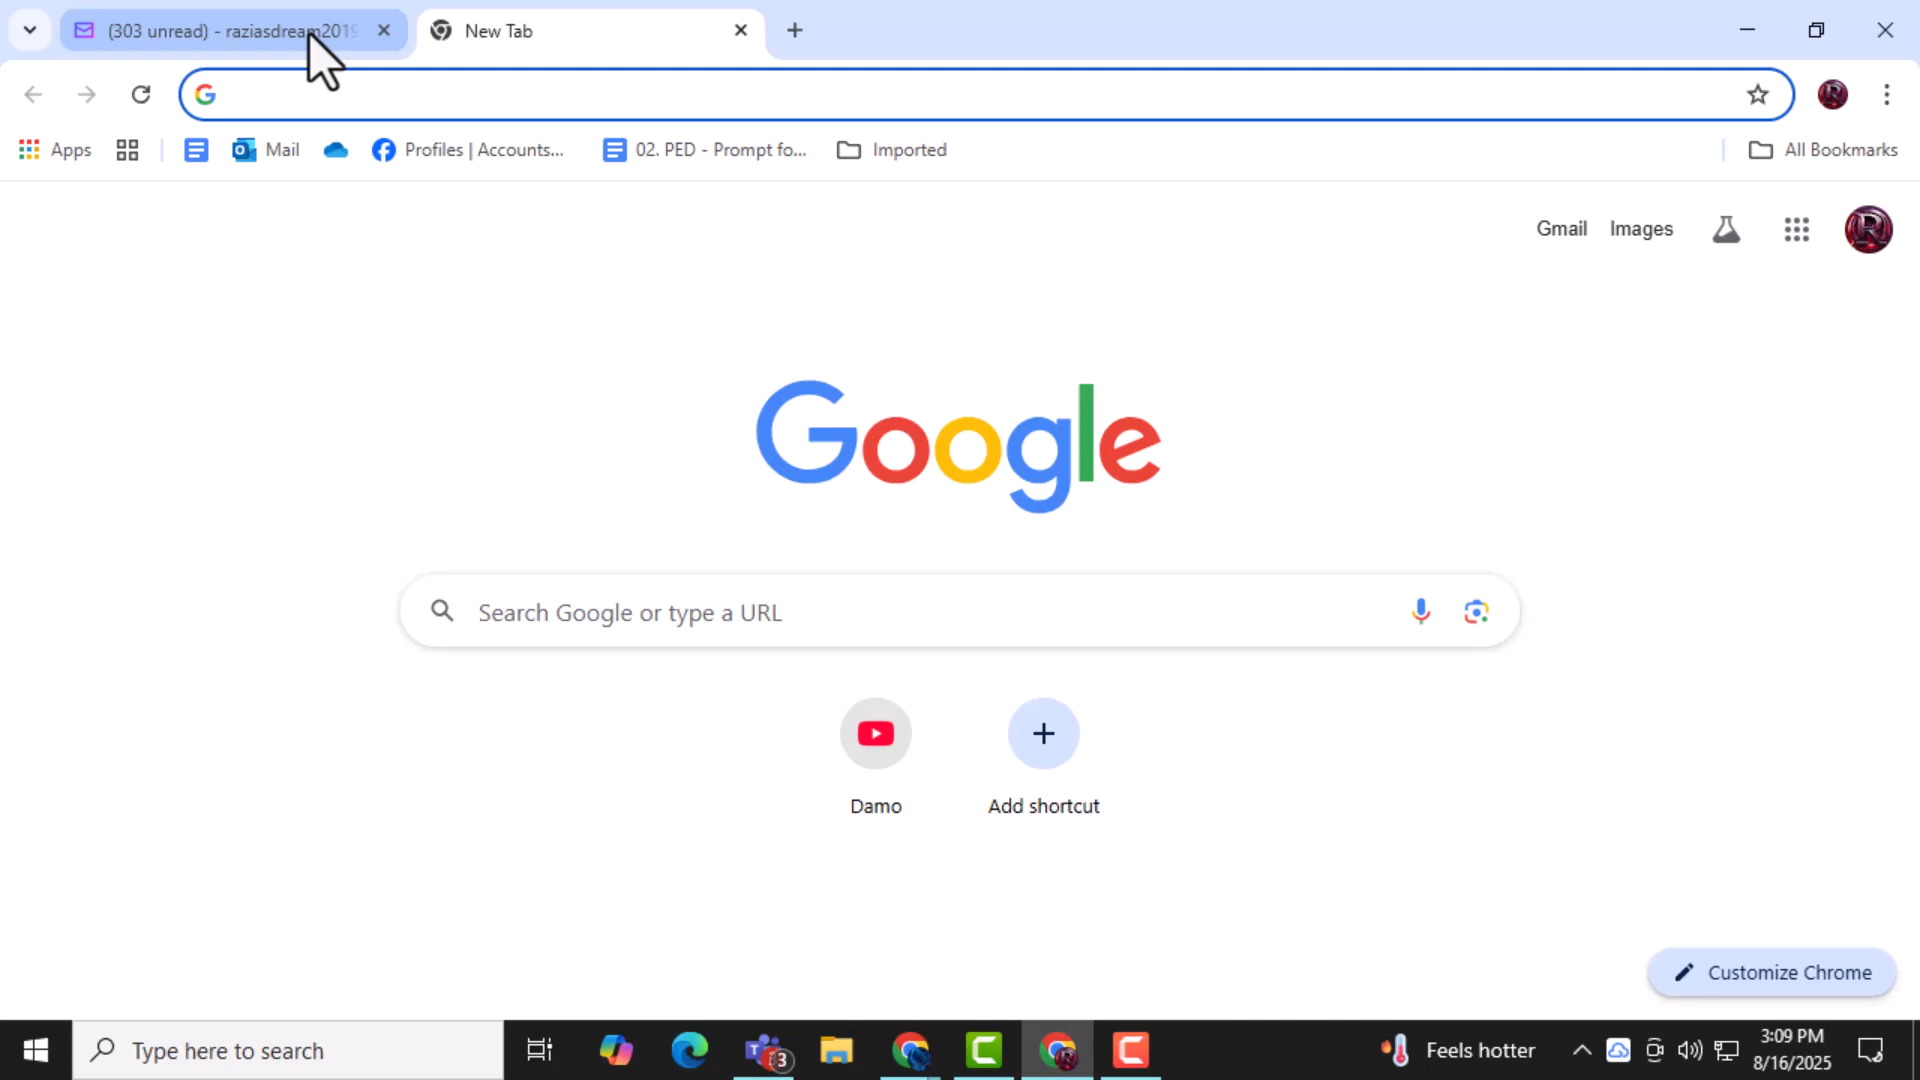 (303 unread) - raziasdream2019
New Tab
Apps
Mail
Profiles | Accounts...
02. PED - Prompt fo...
Imported
All Bookmarks
Gmail
Images
Google
Search Google or type a URL
Damo
Add shortcut
Customize Chrome
Type here to search
3
Feels hotter
3:09 PM
8/16/2025